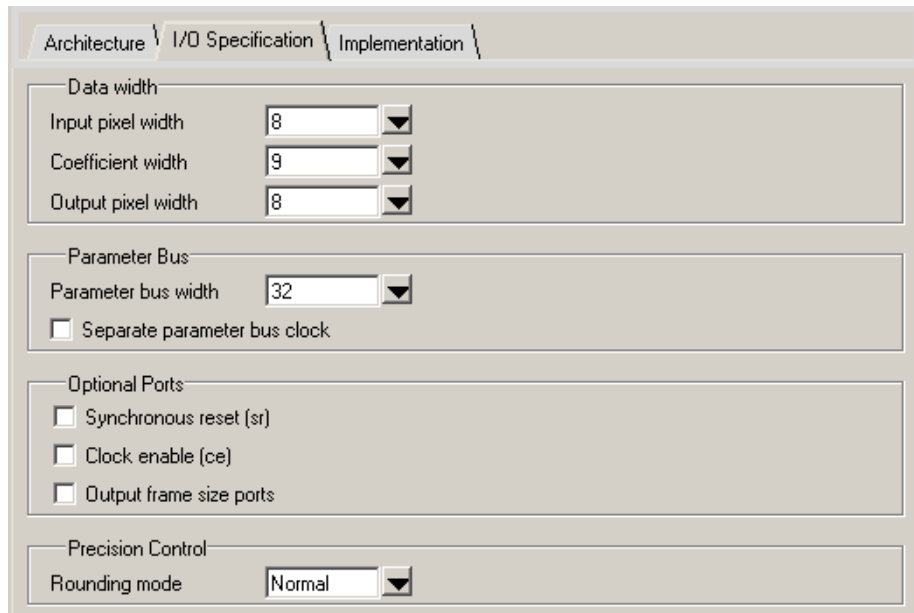 Architecture I/O Specification Implementation
Data width
Input pixel width 8
Coefficient width 9
Output pixel width 8
Parameter Bus
Parameter bus width 32
Separate parameter bus clock
Optional Ports
Synchronous reset (sr)
Clock enable (ce)
Output frame size ports
Precision Control
Rounding mode Normal